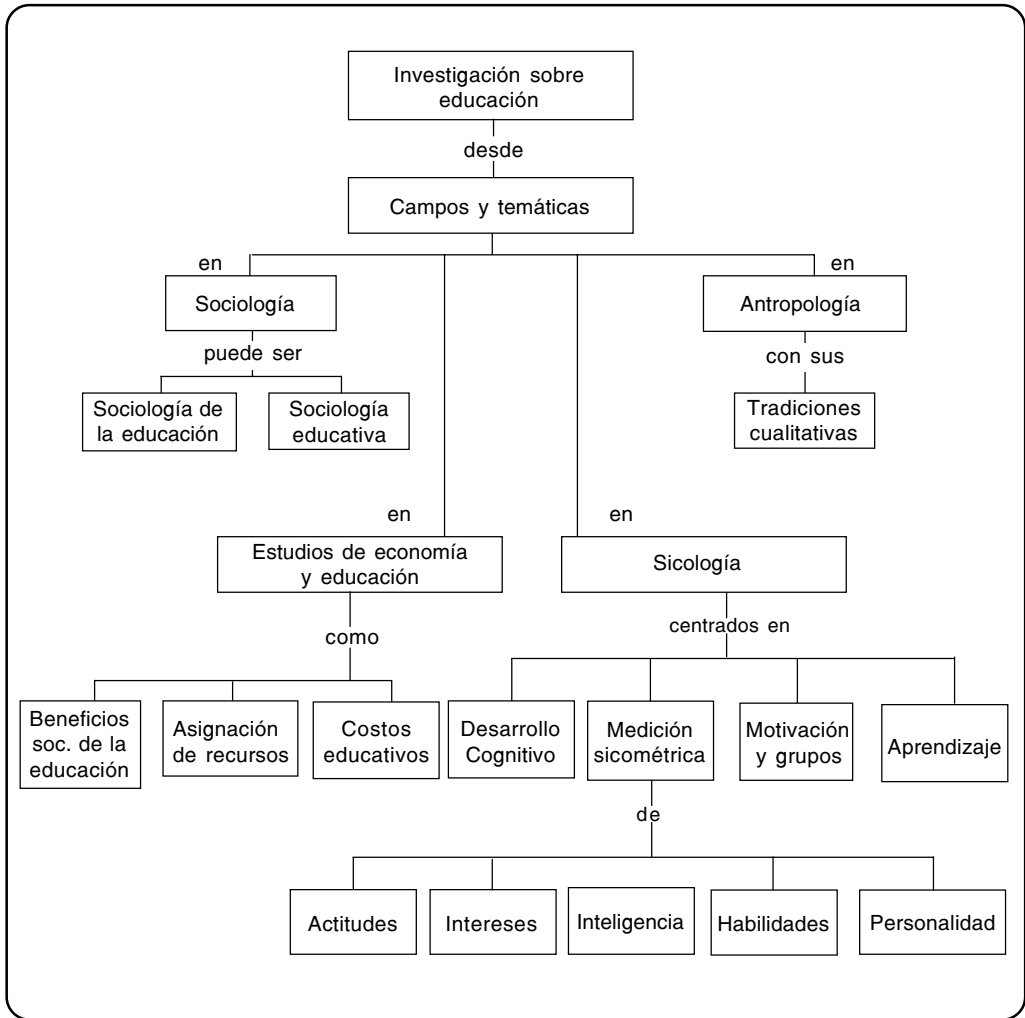 Investigación sobre
educación
desde
Campos y temáticas
en
Sociología
puede ser
Sociología de
la educación
Sociología
educativa
en
Antropología
con sus
Tradiciones
cualitativas
en
Estudios de economía
y educación
como
Beneficios
soc. de la
educación
Asignación
de recursos
Costos
educativos
en
Sicología
centrados en
Desarrollo
Cognitivo
Medición
sicométrica
Motivación
y grupos
Aprendizaje
de
Actitudes
Intereses
Inteligencia
Habilidades
Personalidad